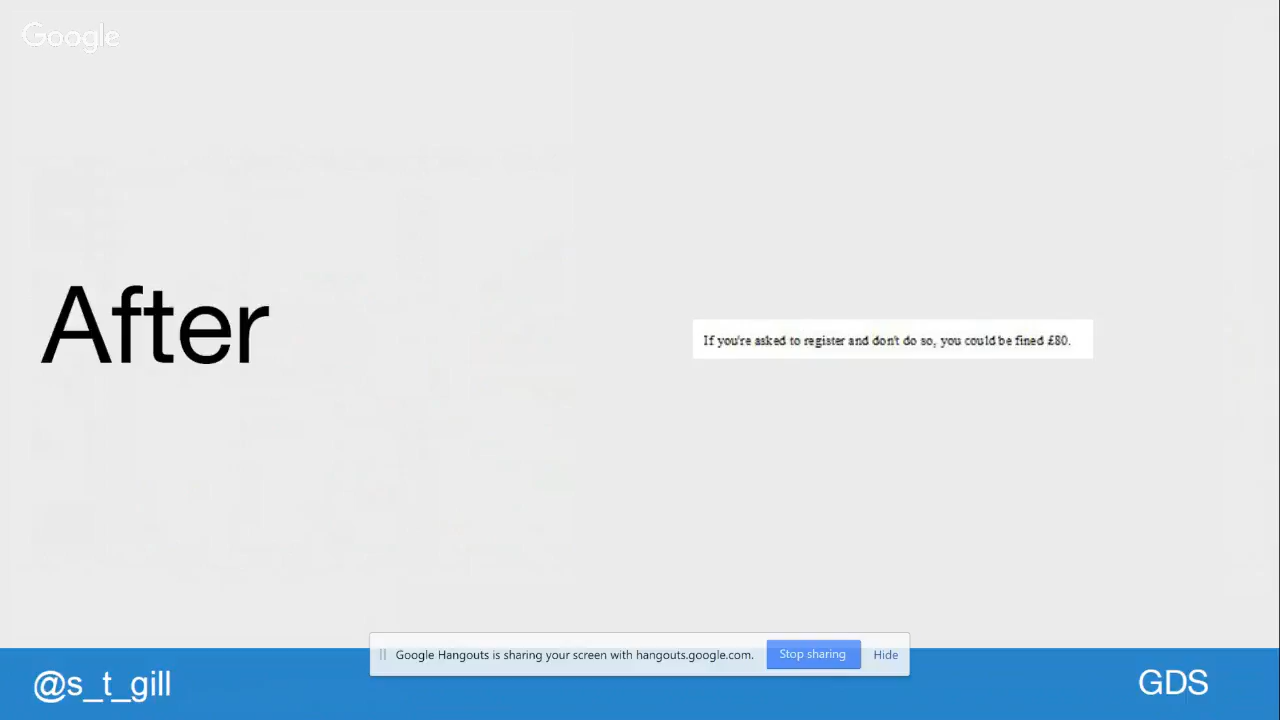 Google
After
If you're asked to register and don't do so, you could be fined £80.
Google Hangouts is sharing your screen with hangouts.google.com.
Stop sharing
Hide
@s_t_gill
GDS